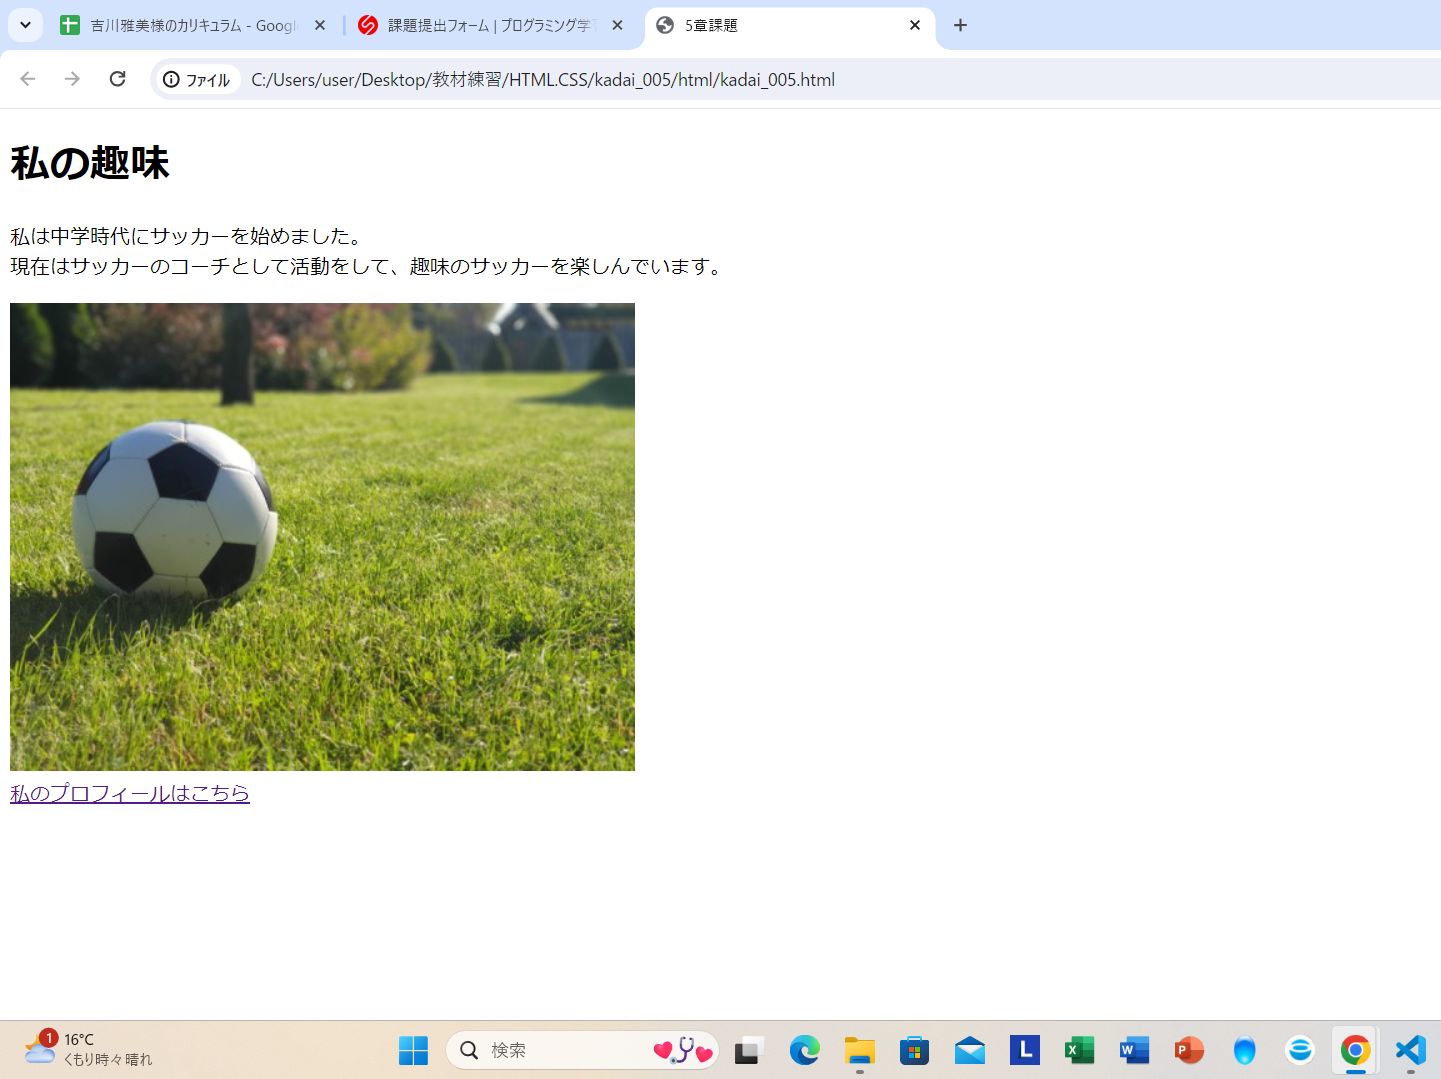 吉川雅美様のカリキュラム - Googl
課題提出フォーム | プログラミング学
5章課題
ファイル
C:/Users/user/Desktop/教材練習/HTML.CSS/kadai_005/html/kadai_005.html
私の趣味
私は中学時代にサッカーを始めました。
現在はサッカーのコーチとして活動をして、趣味のサッカーを楽しんでいます。
私のプロフィールはこちら
1
16°C
くもり時々晴れ
検索
L
X
W
P